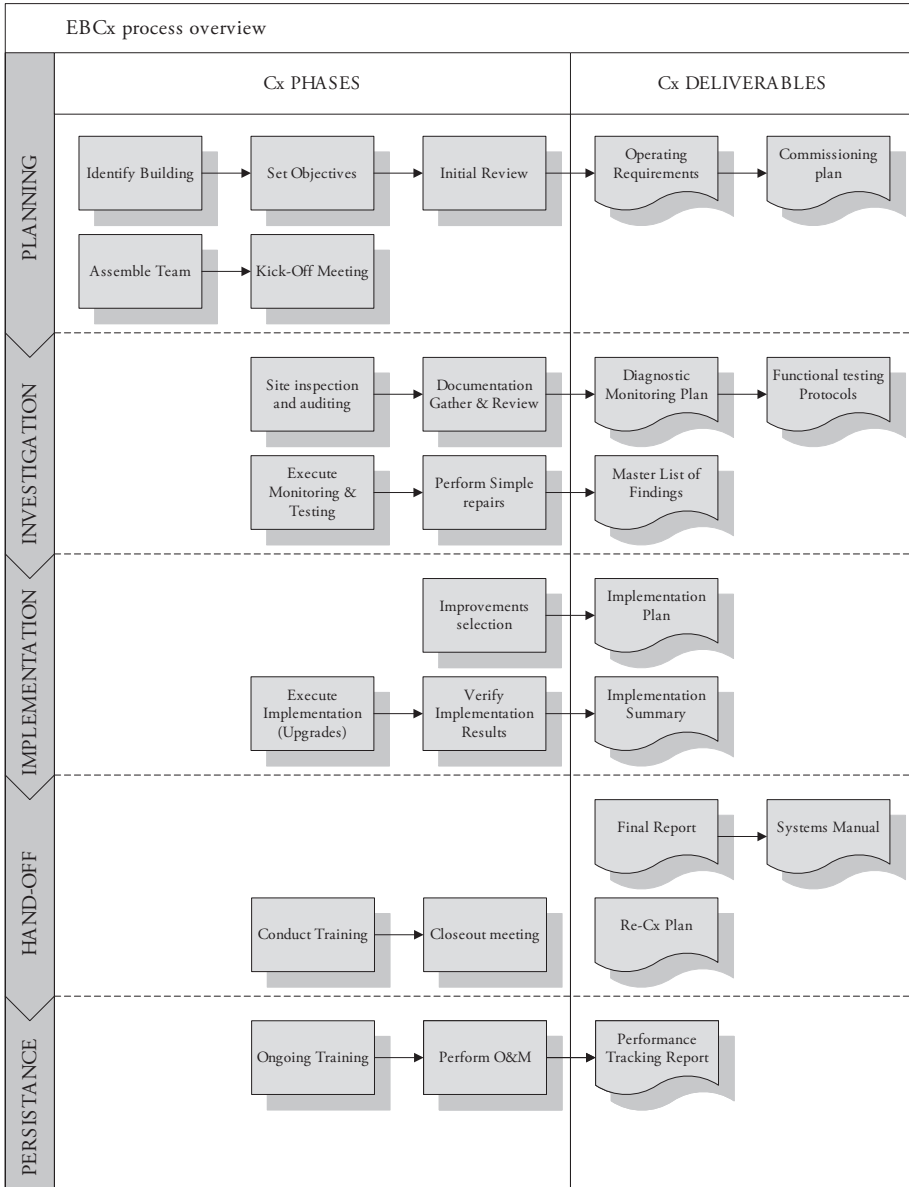 EBCx process overview
Cx PHASES
Cx DELIVERABLES
PLANNING
Identify Building
Set Objectives
Initial Review
Operating
Requirements
Commissioning
plan
Assemble Team
Kick-Off Meeting
INVESTIGATION
Site inspection
and auditing
Documentation
Gather & Review
Diagnostic
Monitoring Plan
Functional testing
Protocols
Execute
Monitoring &
Testing
Perform Simple
repairs
Master List of
Findings
IMPLEMENTATION
Improvements
selection
Implementation
Plan
Execute
Implementation
(Upgrades)
Verify
Implementation
Results
Implementation
Summary
HAND-OFF
Final Report
Systems Manual
Conduct Training
Closeout meeting
Re-Cx Plan
PERSISTANCE
Ongoing Training
Perform O&M
Performance
Tracking Report